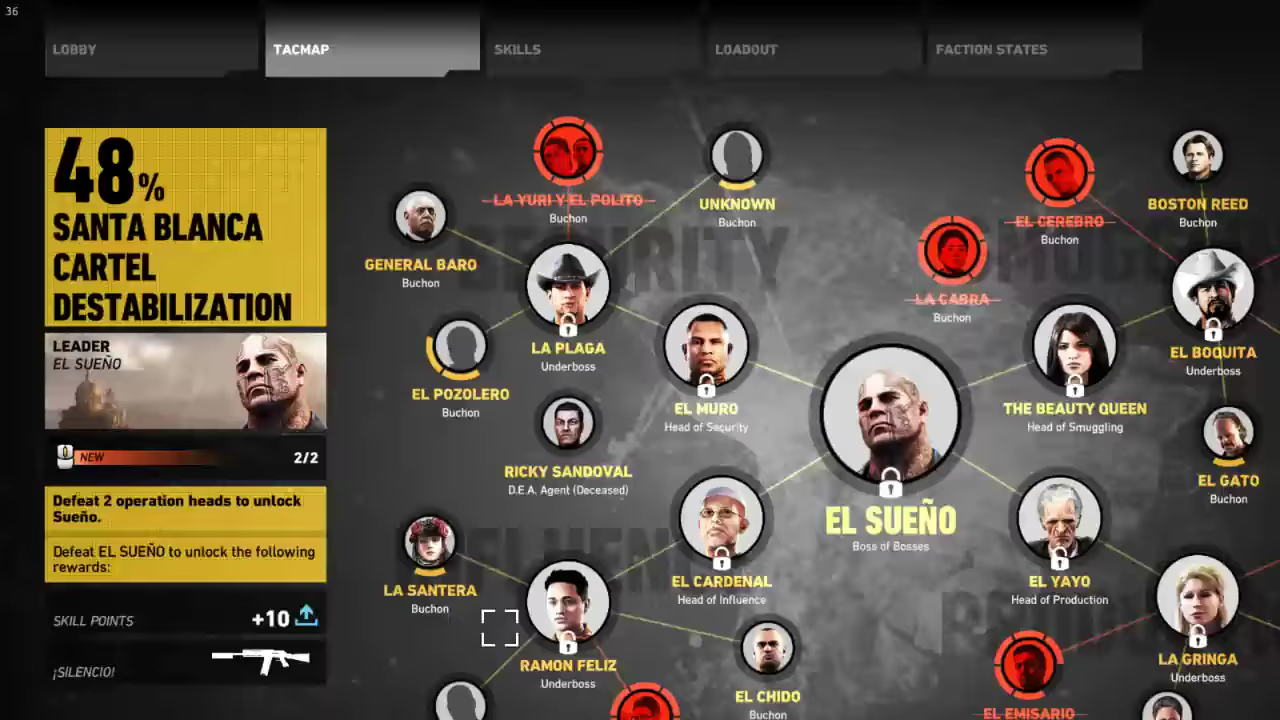 36
LOBBY
TACMAP
SKILLS
LOADOUT
FACTION STATES
48%
SANTA BLANCA
CARTEL
DESTABILIZATION
LEADER
EL SUEÑO
NEW
2/2
Defeat 2 operation heads to unlock
Sueño.
Defeat EL SUEÑO to unlock the following
rewards:
SKILL POINTS
+10
¡SILENCIO!
LA YURI Y EL POLITO
Buchon
UNKNOWN
Buchon
EL CEREBRO
Buchon
BOSTON REED
Buchon
GENERAL BARO
Buchon
LA CABRA
Buchon
LA PLAGA
Underboss
EL BOQUITA
Underboss
EL POZOLERO
Buchon
EL MURO
Head of Security
THE BEAUTY QUEEN
Head of Smuggling
RICKY SANDOVAL
D.E.A. Agent (Deceased)
EL GATO
Buchon
EL SUEÑO
Boss of Bosses
LA SANTERA
Buchon
EL CARDENAL
Head of Influence
EL YAYO
Head of Production
RAMON FELIZ
Underboss
LA GRINGA
Underboss
EL CHIDO
Buchon
EL EMISARIO